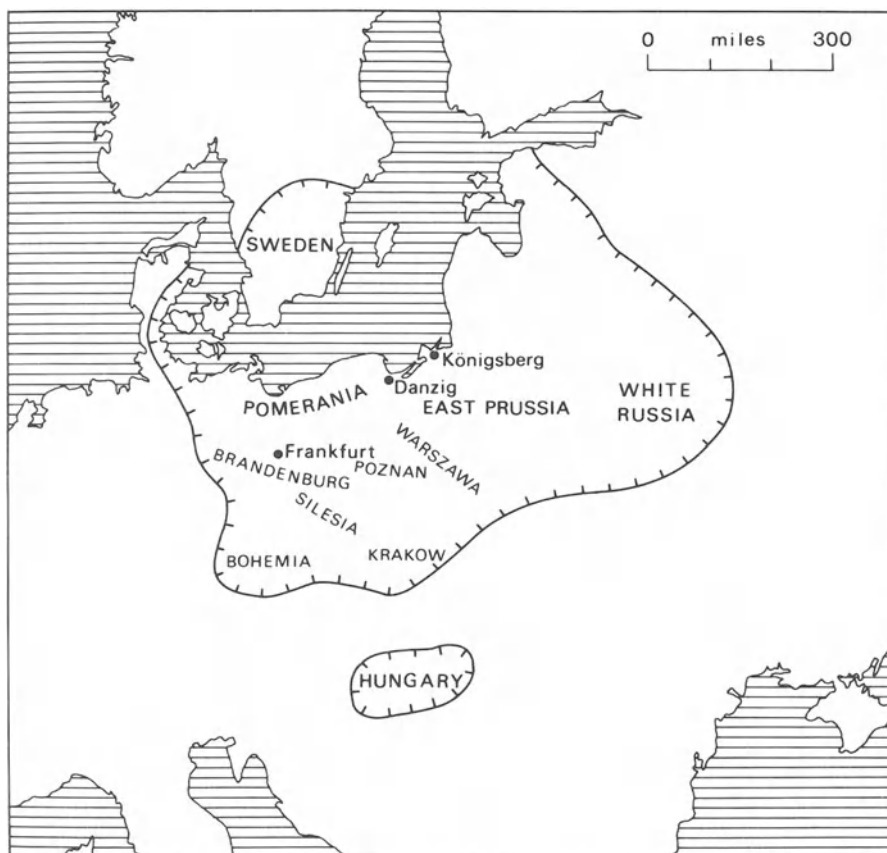 0 miles 300
SWEDEN
Königsberg
Danzig
POMERANIA
EAST PRUSSIA
WHITE
RUSSIA
WARSZAWA
Frankfurt
BRANDENBURG
POZNAN
SILESIA
BOHEMIA
KRAKOW
HUNGARY